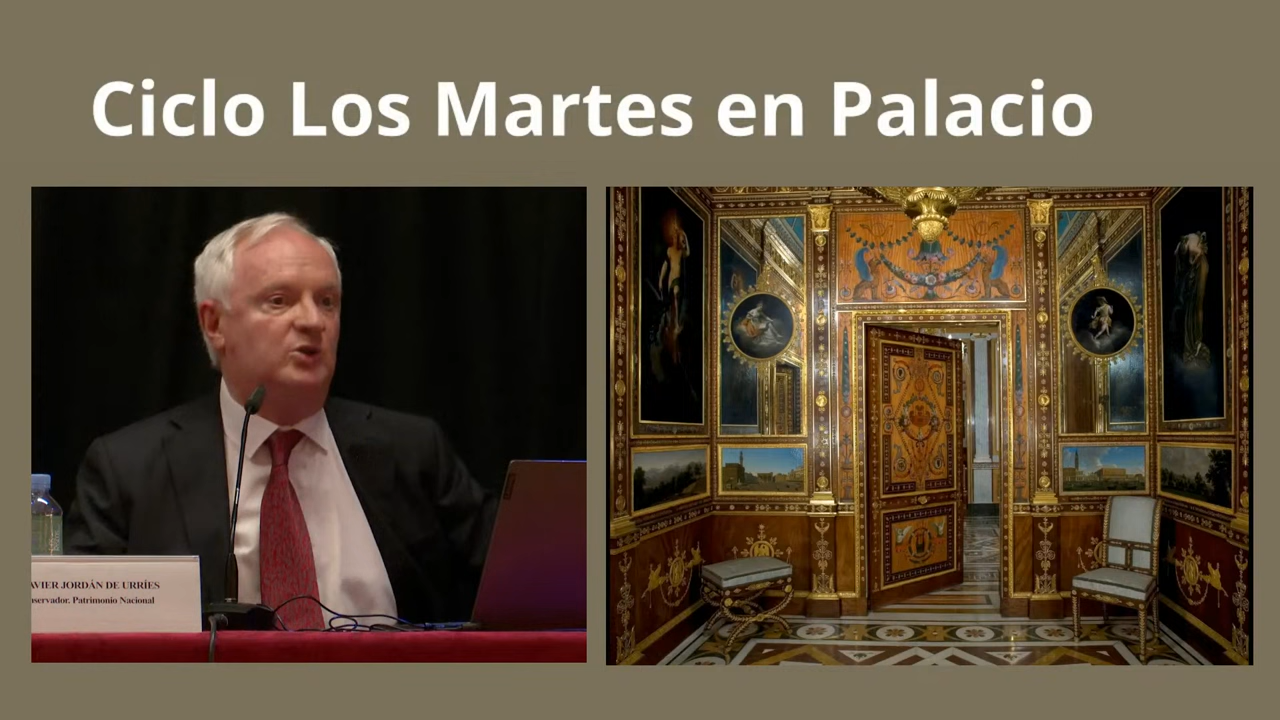 Ciclo Los Martes en Palacio
AVIER JORDÁN DE URRÍES
nservador, Patrimonio Nacional